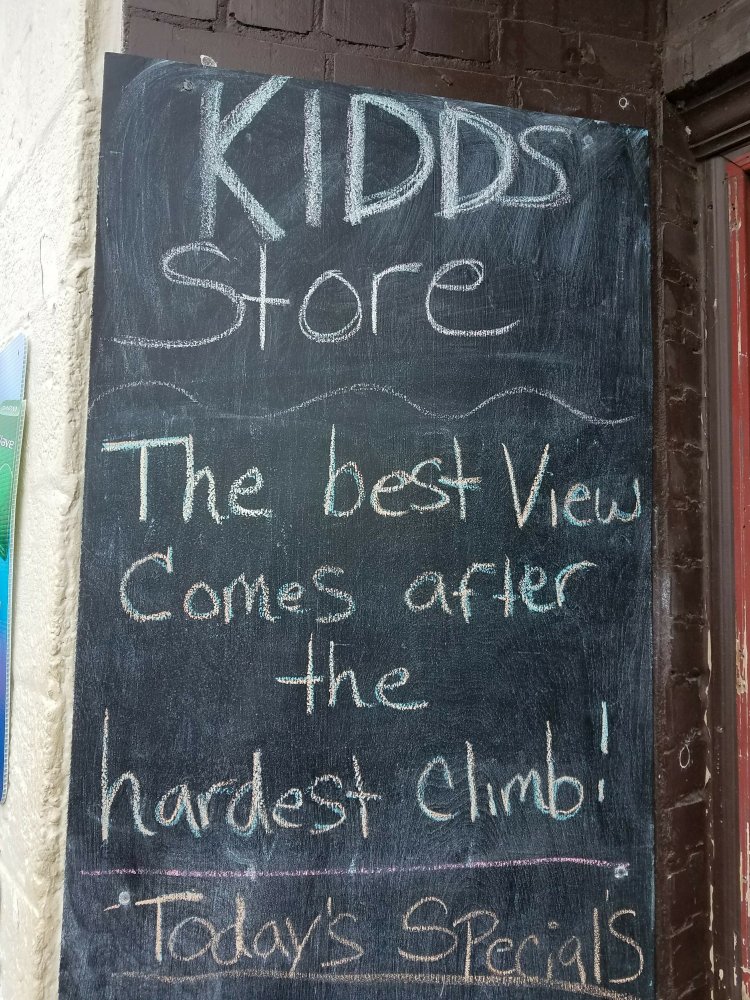 KIDDS
Store
The best View
Comes after
the
hardest climb!
Today's Specials